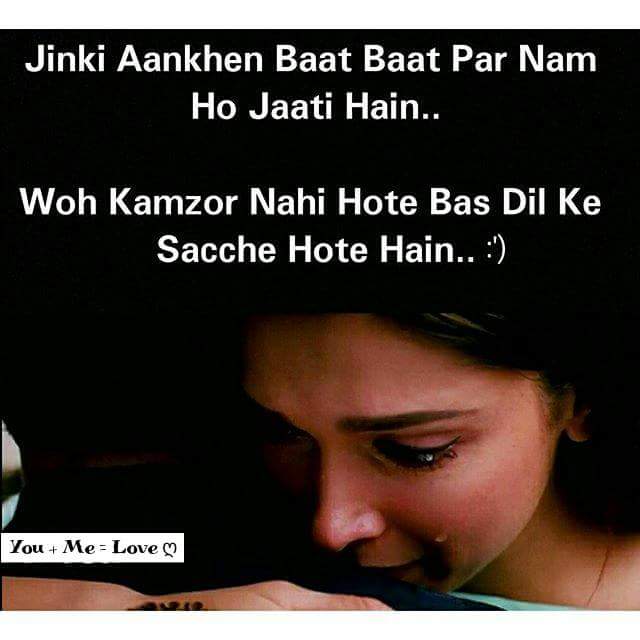 Jinki Aankhen Baat Baat Par Nam
Ho Jaati Hain..
Woh Kamzor Nahi Hote Bas Dil Ke
Sacche Hote Hain.. :')
You + Me = Love ღ